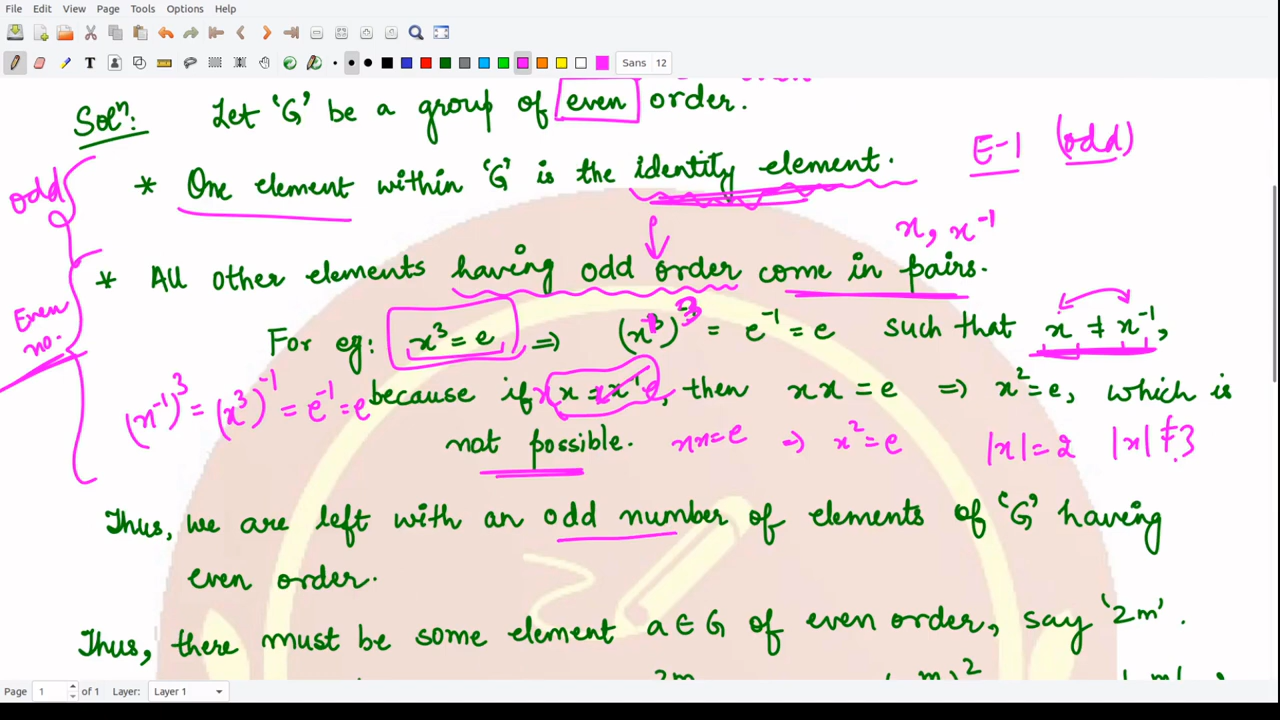 File Edit View Page Tools Options Help
Sans 12
Solⁿ: Let 'G' be a group of even order.
E-1 (odd)
odd
* One element within 'G' is the identity element.
x, x⁻¹
* All other elements having odd order come in pairs.
Even no.
For eg: x³ = e ⇒ (x³)⁻¹ = e⁻¹ = e such that x ≠ x⁻¹,
(x⁻¹)³ = (x³)⁻¹ = e⁻¹ = e
because if x = x⁻¹, then xx = e ⇒ x² = e, which is
not possible. xx = e ⇒ x² = e |x| = 2 |x| ≠ 3
Thus, we are left with an odd number of elements of 'G' having
even order.
Thus, there must be some element a ∈ G of even order, say '2m'.
Page 1 of 1 Layer: Layer 1